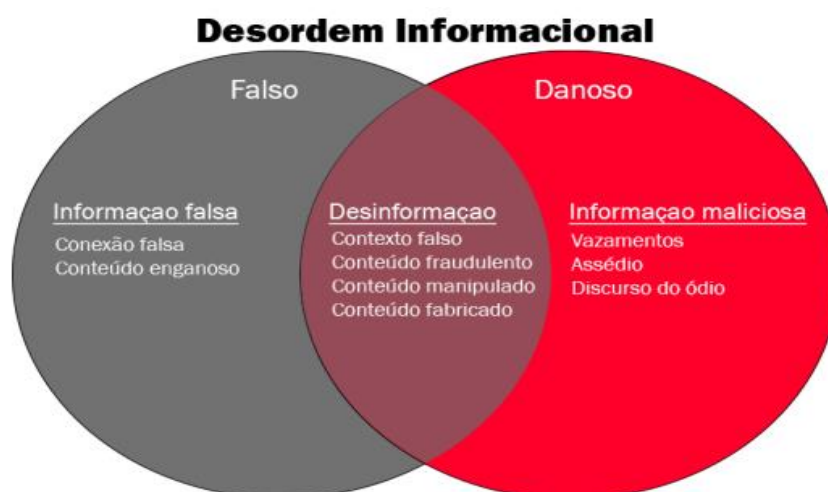 Desordem Informacional
Falso
Danoso
Informaçao falsa
Conexão falsa
Conteúdo enganoso
Desinformaçao
Contexto falso
Conteúdo fraudulento
Conteúdo manipulado
Conteúdo fabricado
Informaçao maliciosa
Vazamentos
Assédio
Discurso do ódio